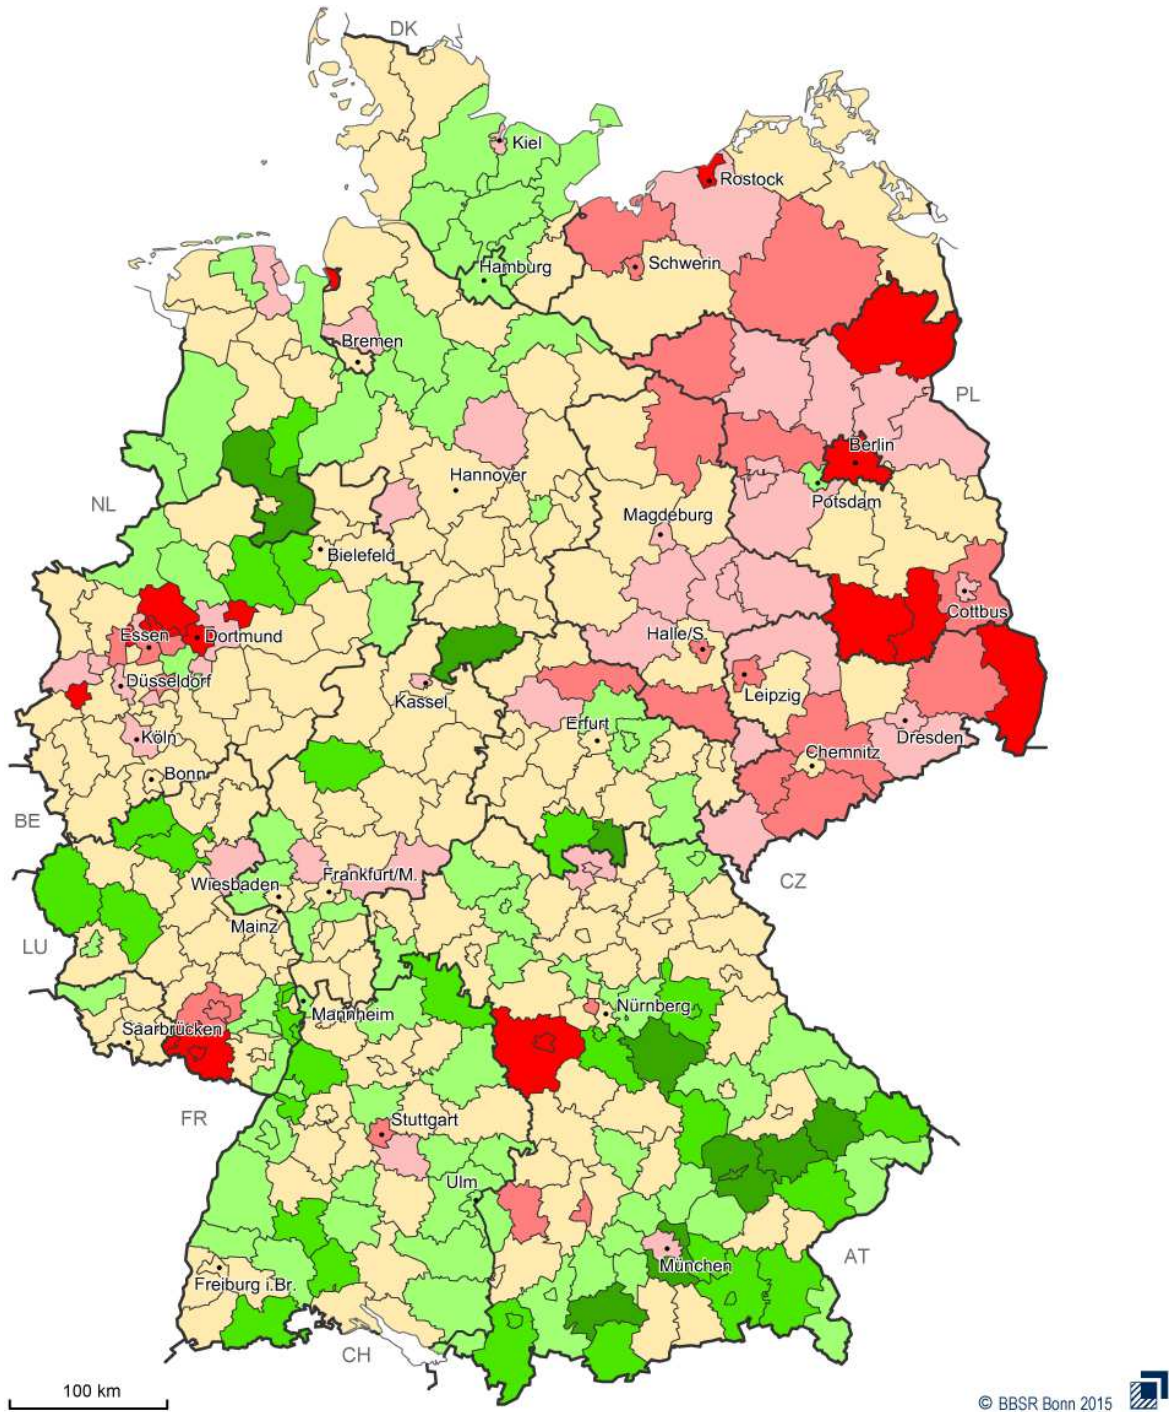 DK
Kiel
Rostock
Hamburg
Schwerin
Bremen
PL
Berlin
Hannover
NL
Potsdam
Magdeburg
Bielefeld
Cottbus
Essen
Dortmund
Halle/S.
Düsseldorf
Kassel
Leipzig
Erfurt
Köln
Dresden
Chemnitz
Bonn
BE
Frankfurt/M.
CZ
Wiesbaden
Mainz
LU
Nürnberg
Mannheim
Saarbrücken
FR
Stuttgart
Ulm
AT
München
Freiburg i.Br.
CH
100 km
© BBSR Bonn 2015